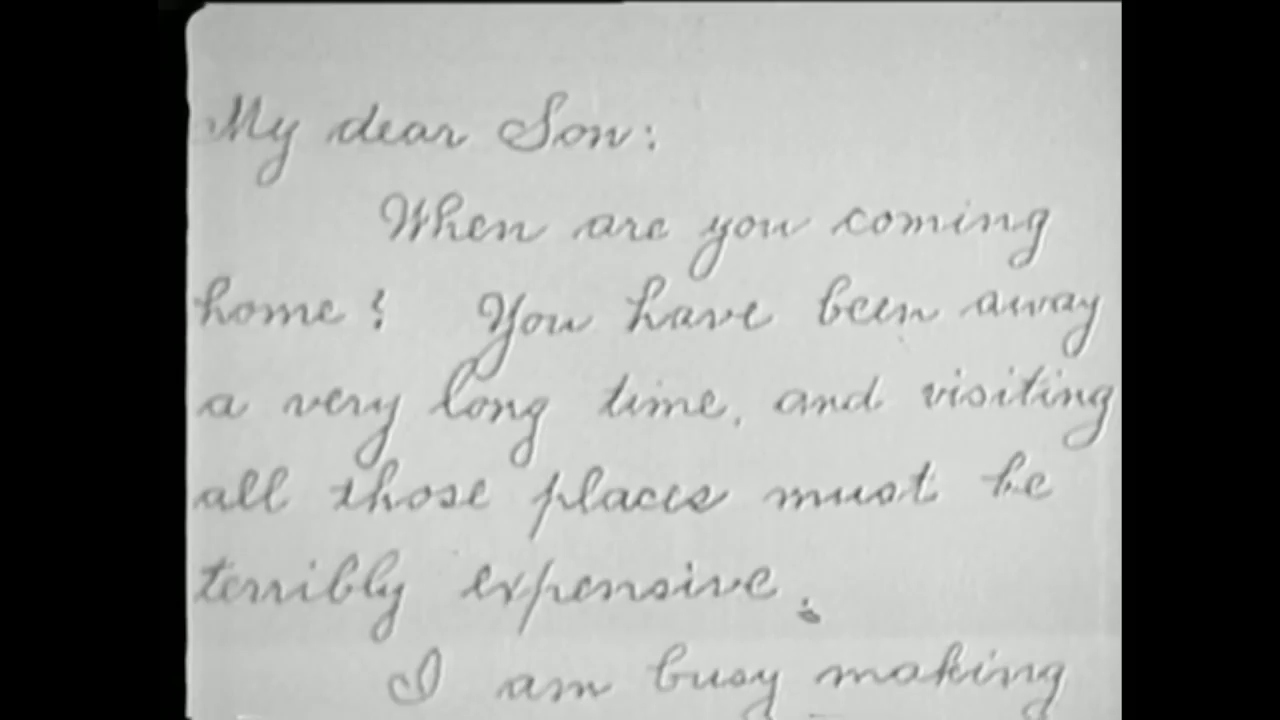 My dear Son:
When are you coming
home? You have been away
a very long time, and visiting
all those places must be
terribly expensive.
I am busy making